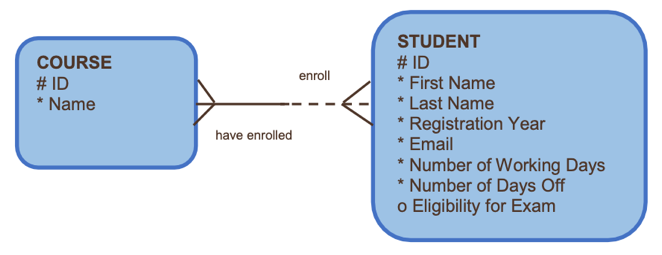 COURSE
# ID
* Name
enroll
have enrolled
STUDENT
# ID
* First Name
* Last Name
* Registration Year
* Email
* Number of Working Days
* Number of Days Off
o Eligibility for Exam